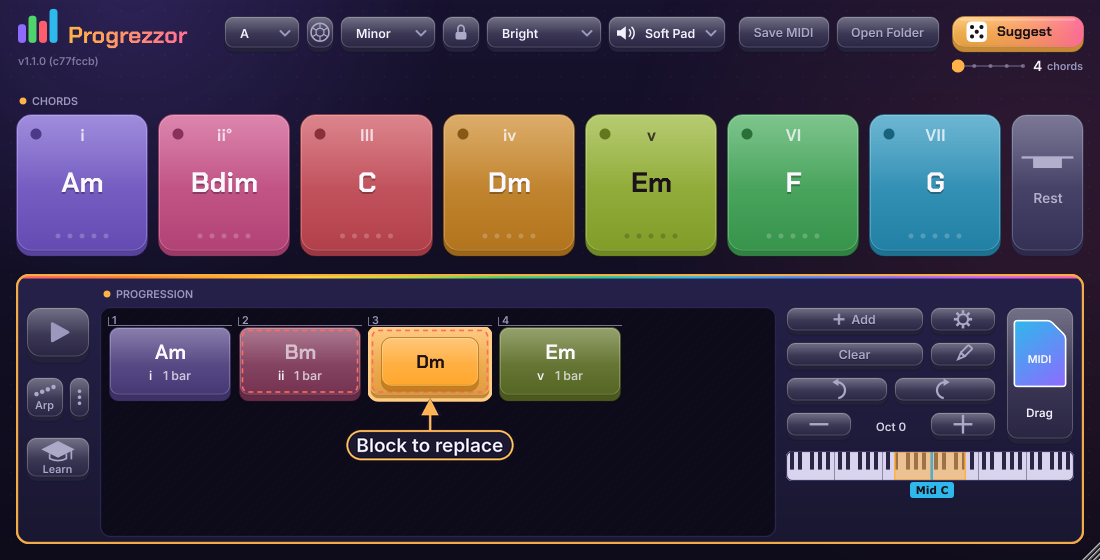 Progrezzor
v1.1.0 (c77fccb)
A
Minor
Bright
Soft Pad
Save MIDI
Open Folder
Suggest
4 chords
CHORDS
i
Am
ii°
Bdim
III
C
iv
Dm
v
Em
VI
F
VII
G
Rest
PROGRESSION
1
2
3
4
Am
i 1 bar
Bm
ii 1 bar
Dm
Em
v 1 bar
Block to replace
Arp
Learn
Add
Clear
Oct 0
Mid C
MIDI
Drag